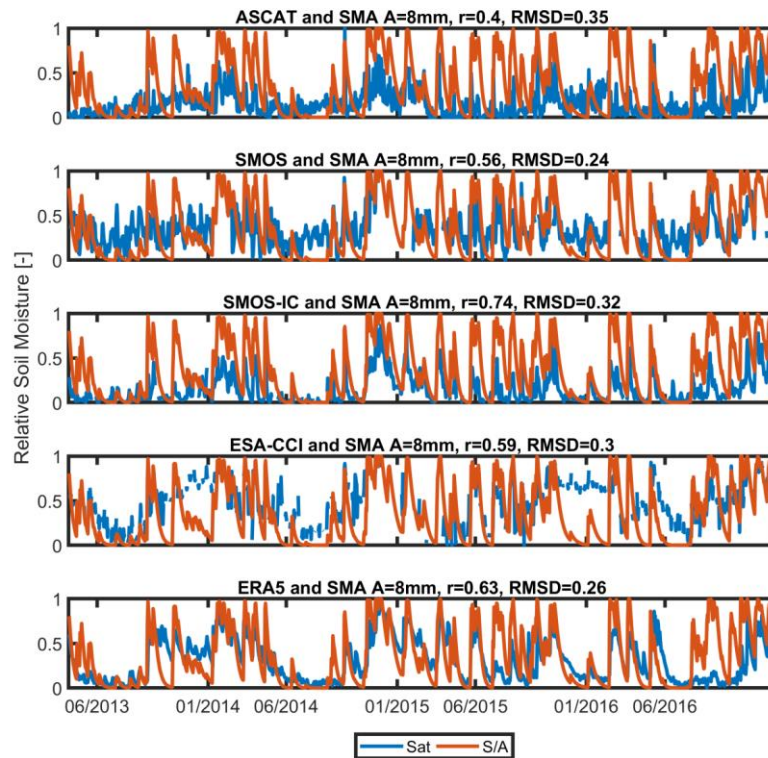 ASCAT and SMA A=8mm, r=0.4, RMSD=0.35
1
0.5
0
SMOS and SMA A=8mm, r=0.56, RMSD=0.24
1
0.5
0
SMOS-IC and SMA A=8mm, r=0.74, RMSD=0.32
1
0.5
0
Relative Soil Moisture [-]
ESA-CCI and SMA A=8mm, r=0.59, RMSD=0.3
1
0.5
0
ERA5 and SMA A=8mm, r=0.63, RMSD=0.26
1
0.5
0
06/2013 01/2014 06/2014 01/2015 06/2015 01/2016 06/2016
Sat S/A